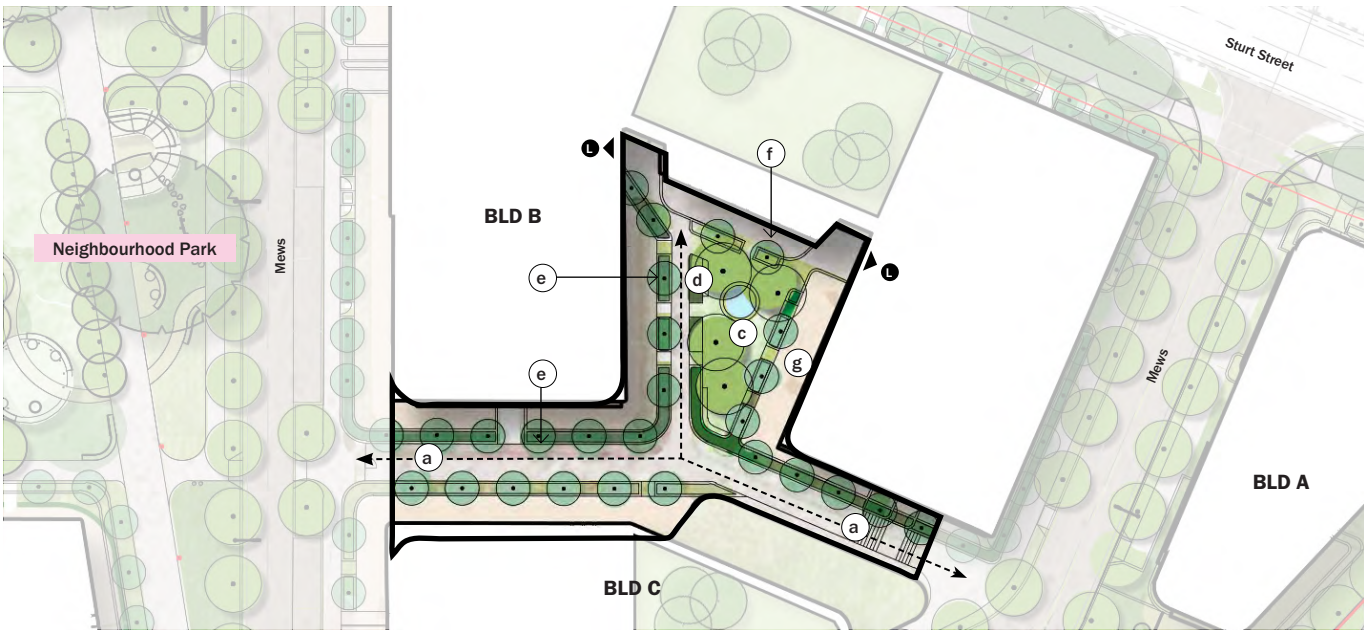 Sturt Street
L
f
BLD B
Neighbourhood Park
Mews
L
e
d
c
Mews
g
e
a
BLD A
a
BLD C